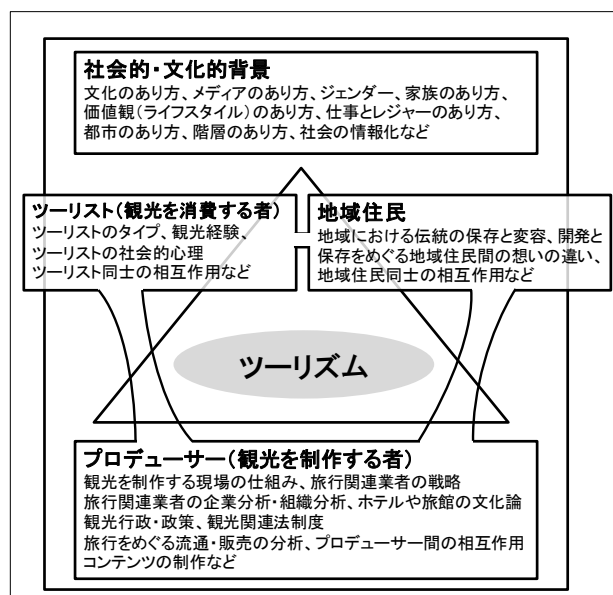 社会的・文化的背景
文化のあり方、メディアのあり方、ジェンダー、家族のあり方、
価値観(ライフスタイル)のあり方、仕事とレジャーのあり方、
都市のあり方、階層のあり方、社会の情報化など
ツーリスト(観光を消費する者)
ツーリストのタイプ、観光経験、
ツーリストの社会的心理
ツーリスト同士の相互作用など
地域住民
地域における伝統の保存と変容、開発と
保存をめぐる地域住民間の想いの違い、
地域住民同士の相互作用など
ツーリズム
プロデューサー(観光を制作する者)
観光を制作する現場の仕組み、旅行関連業者の戦略
旅行関連業者の企業分析・組織分析、ホテルや旅館の文化論
観光行政・政策、観光関連法制度
旅行をめぐる流通・販売の分析、プロデューサー間の相互作用
コンテンツの制作など